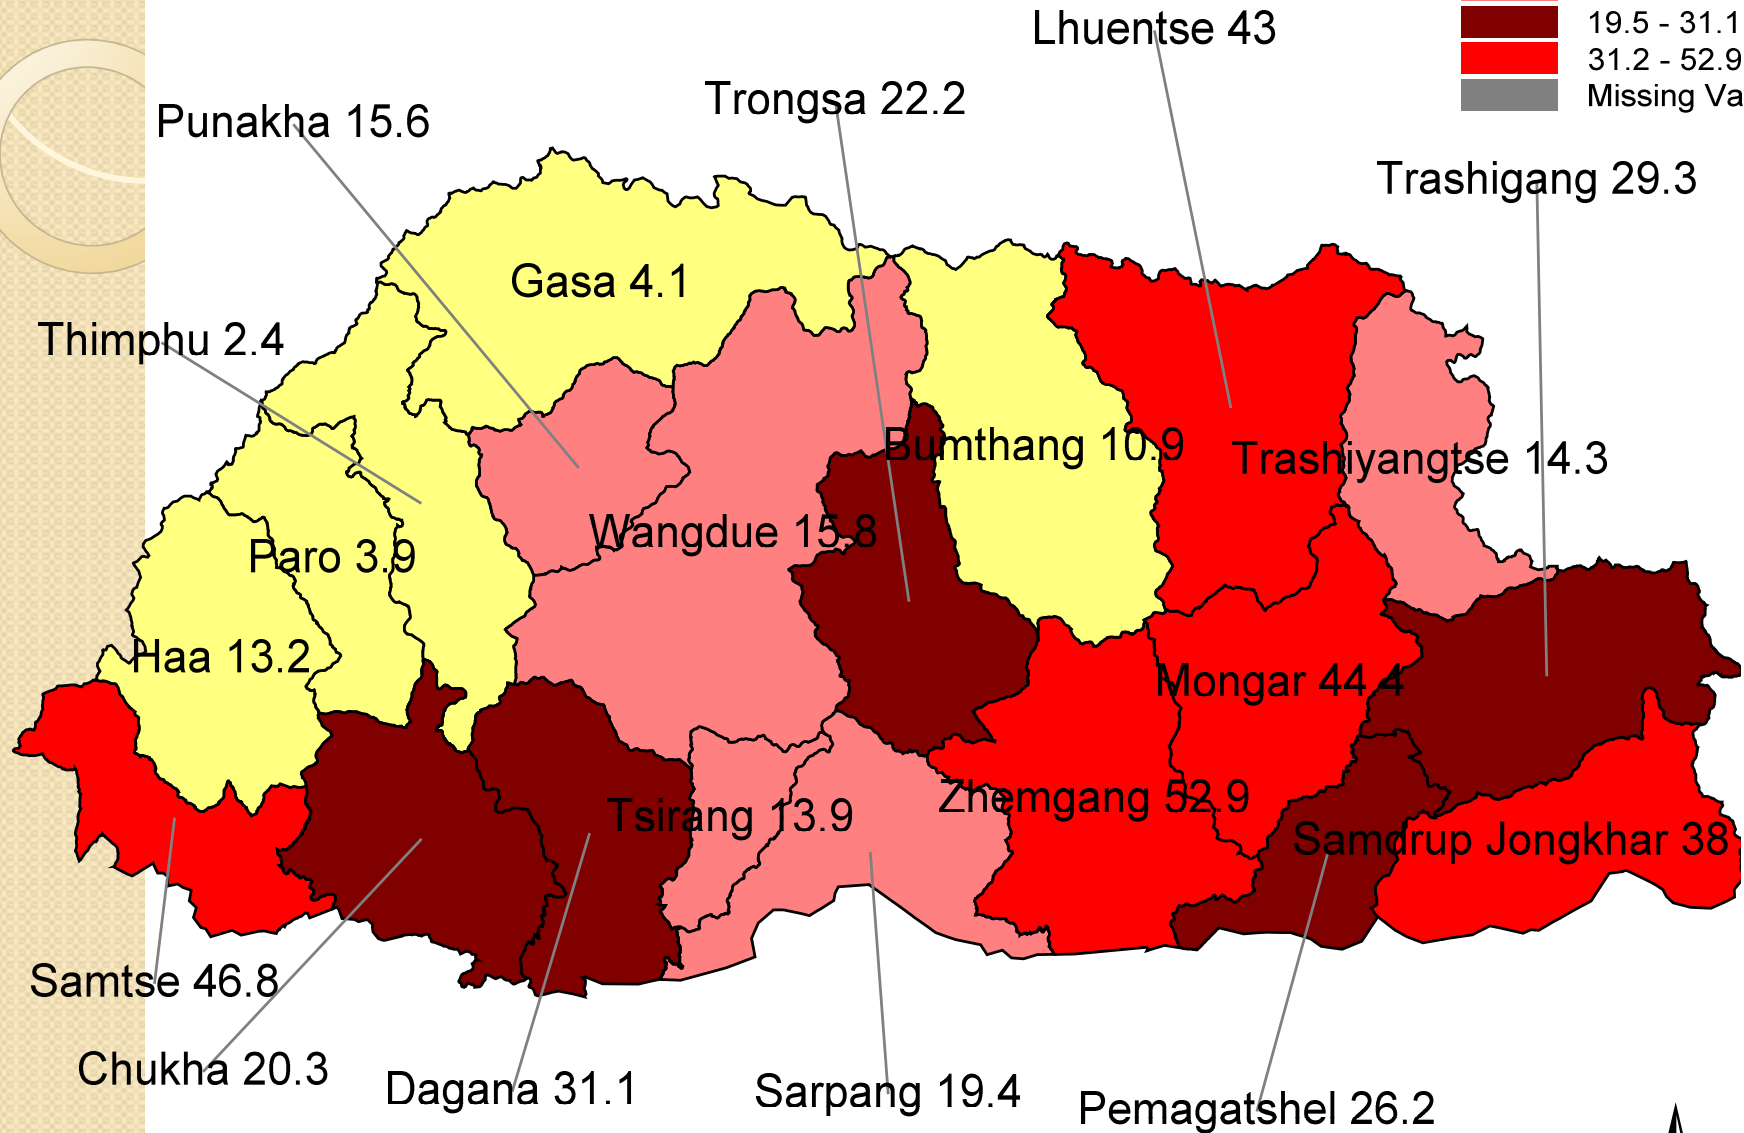 19.5 - 31.1
31.2 - 52.9
Missing Va
Lhuentse 43
Trongsa 22.2
Punakha 15.6
Trashigang 29.3
Gasa 4.1
Thimphu 2.4
Bumthang 10.9
Trashiyangtse 14.3
Wangdue 15.8
Paro 3.9
Haa 13.2
Mongar 44.4
Zhemgang 52.9
Tsirang 13.9
Samdrup Jongkhar 38
Samtse 46.8
Chukha 20.3
Dagana 31.1
Sarpang 19.4
Pemagatshel 26.2